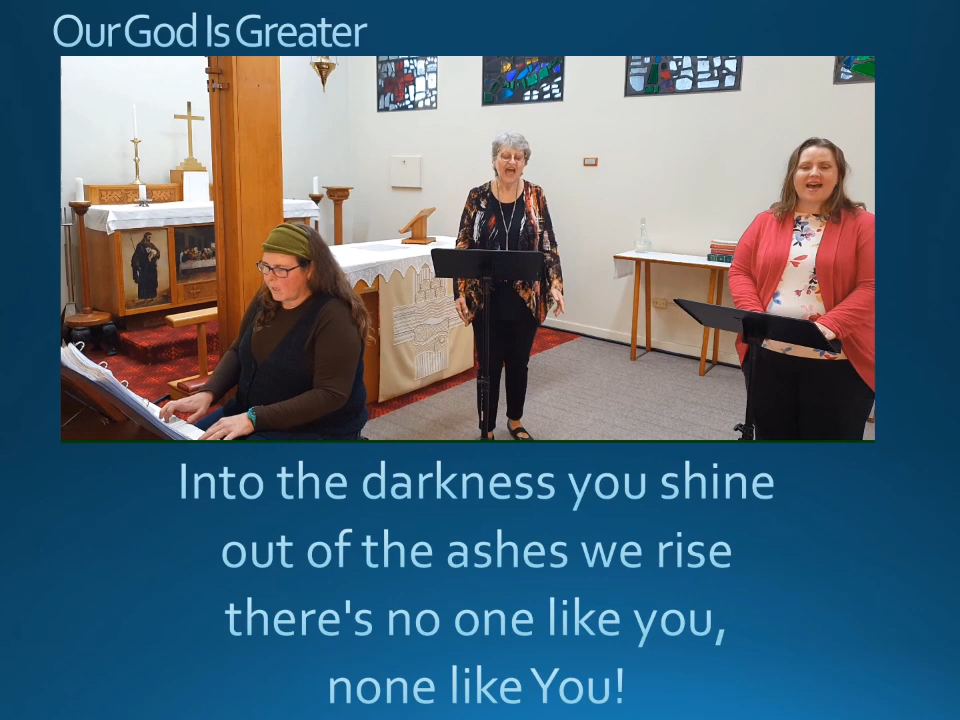 Our God Is Greater
Into the darkness you shine
out of the ashes we rise
there's no one like you,
none like You!